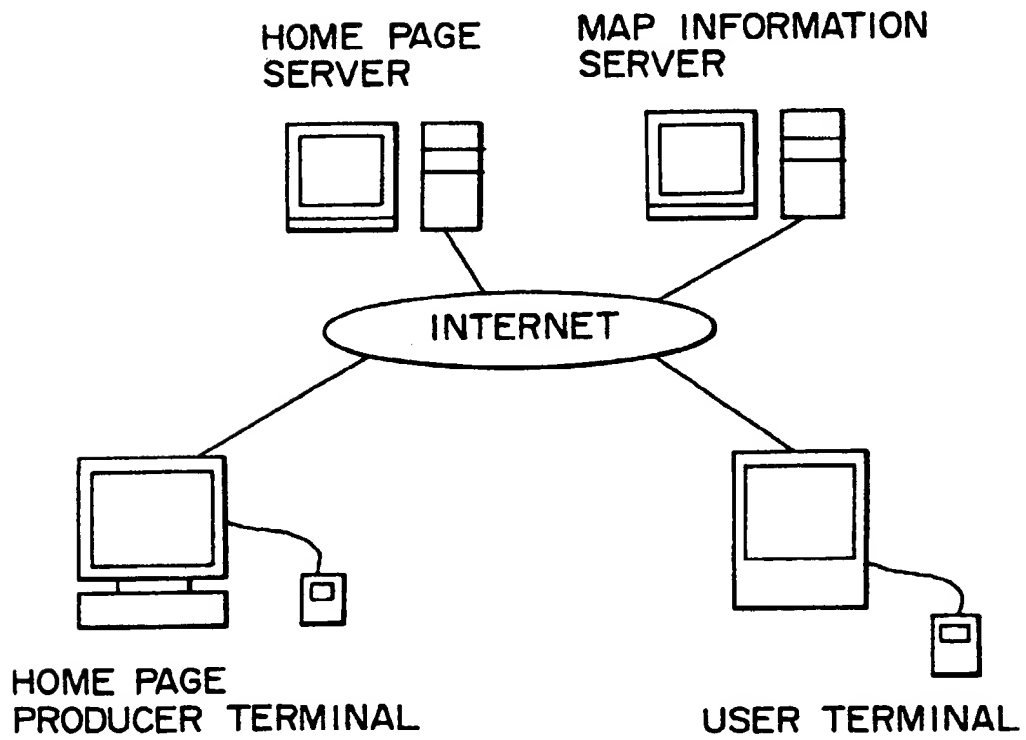 HOME PAGE
SERVER
MAP INFORMATION
SERVER
INTERNET
HOME PAGE
PRODUCER TERMINAL
USER TERMINAL